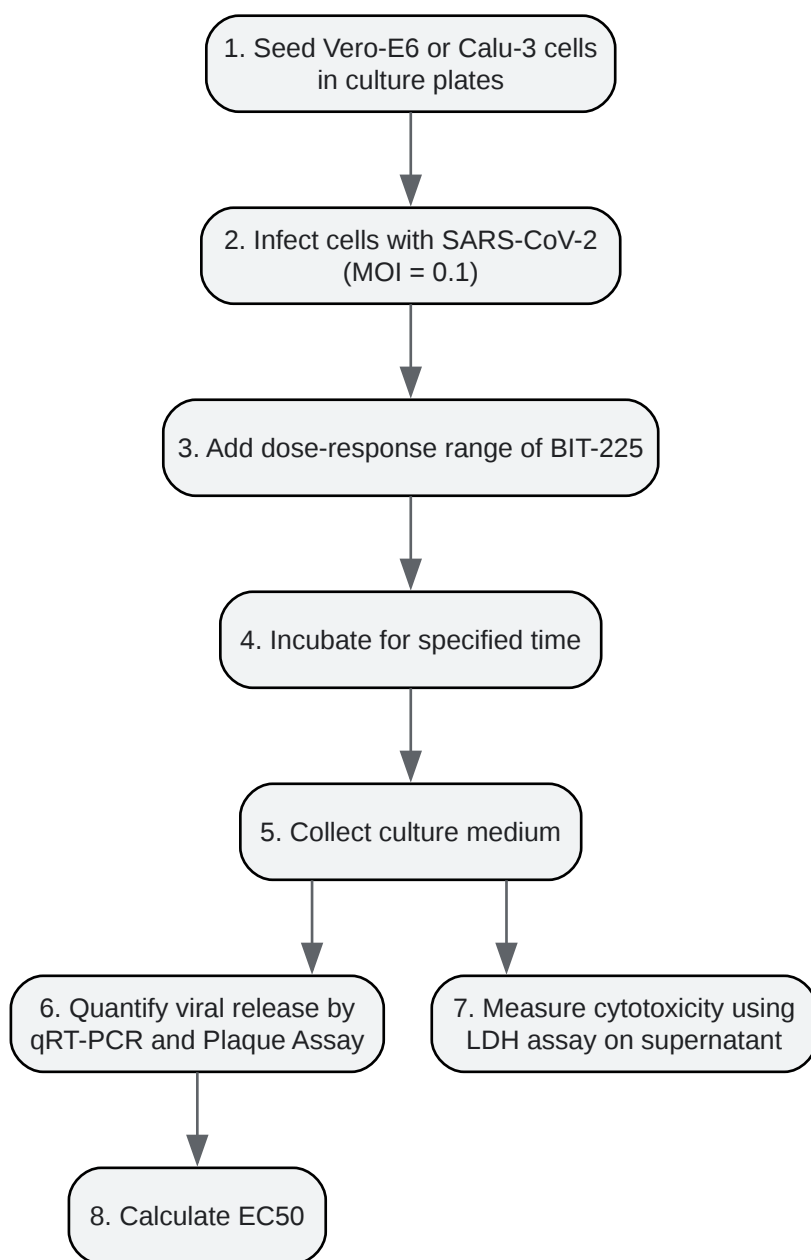 1. Seed Vero-E6 or Calu-3 cells
in culture plates
2. Infect cells with SARS-CoV-2
(MOI = 0.1)
3. Add dose-response range of BIT-225
4. Incubate for specified time
5. Collect culture medium
6. Quantify viral release by
qRT-PCR and Plaque Assay
7. Measure cytotoxicity using
LDH assay on supernatant
8. Calculate EC50